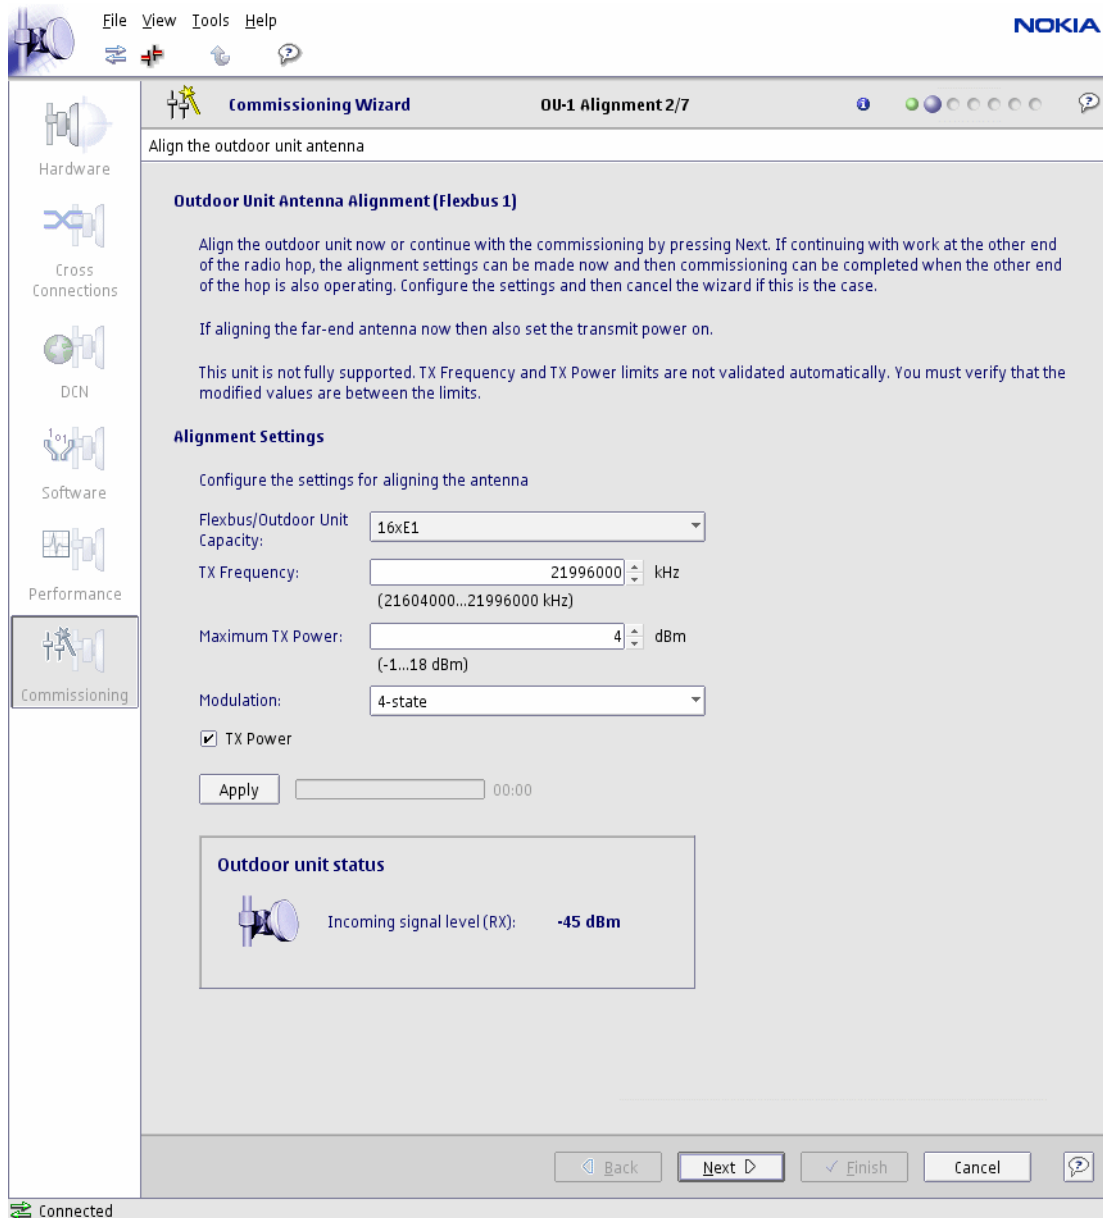 File View Tools Help
NOKIA
Commissioning Wizard OU-1 Alignment 2/7
Align the outdoor unit antenna
Hardware
Cross
Connections
DCN
Software
Performance
Commissioning
Outdoor Unit Antenna Alignment (Flexbus 1)
Align the outdoor unit now or continue with the commissioning by pressing Next. If continuing with work at the other end
of the radio hop, the alignment settings can be made now and then commissioning can be completed when the other end
of the hop is also operating. Configure the settings and then cancel the wizard if this is the case.
If aligning the far-end antenna now then also set the transmit power on.
This unit is not fully supported. TX Frequency and TX Power limits are not validated automatically. You must verify that the
modified values are between the limits.
Alignment Settings
Configure the settings for aligning the antenna
Flexbus/Outdoor Unit
Capacity:
16xE1
TX Frequency: 21996000 kHz
(21604000...21996000 kHz)
Maximum TX Power: 4 dBm
(-1...18 dBm)
Modulation: 4-state
TX Power
Apply 00:00
Outdoor unit status
Incoming signal level (RX): -45 dBm
Back Next Finish Cancel
Connected